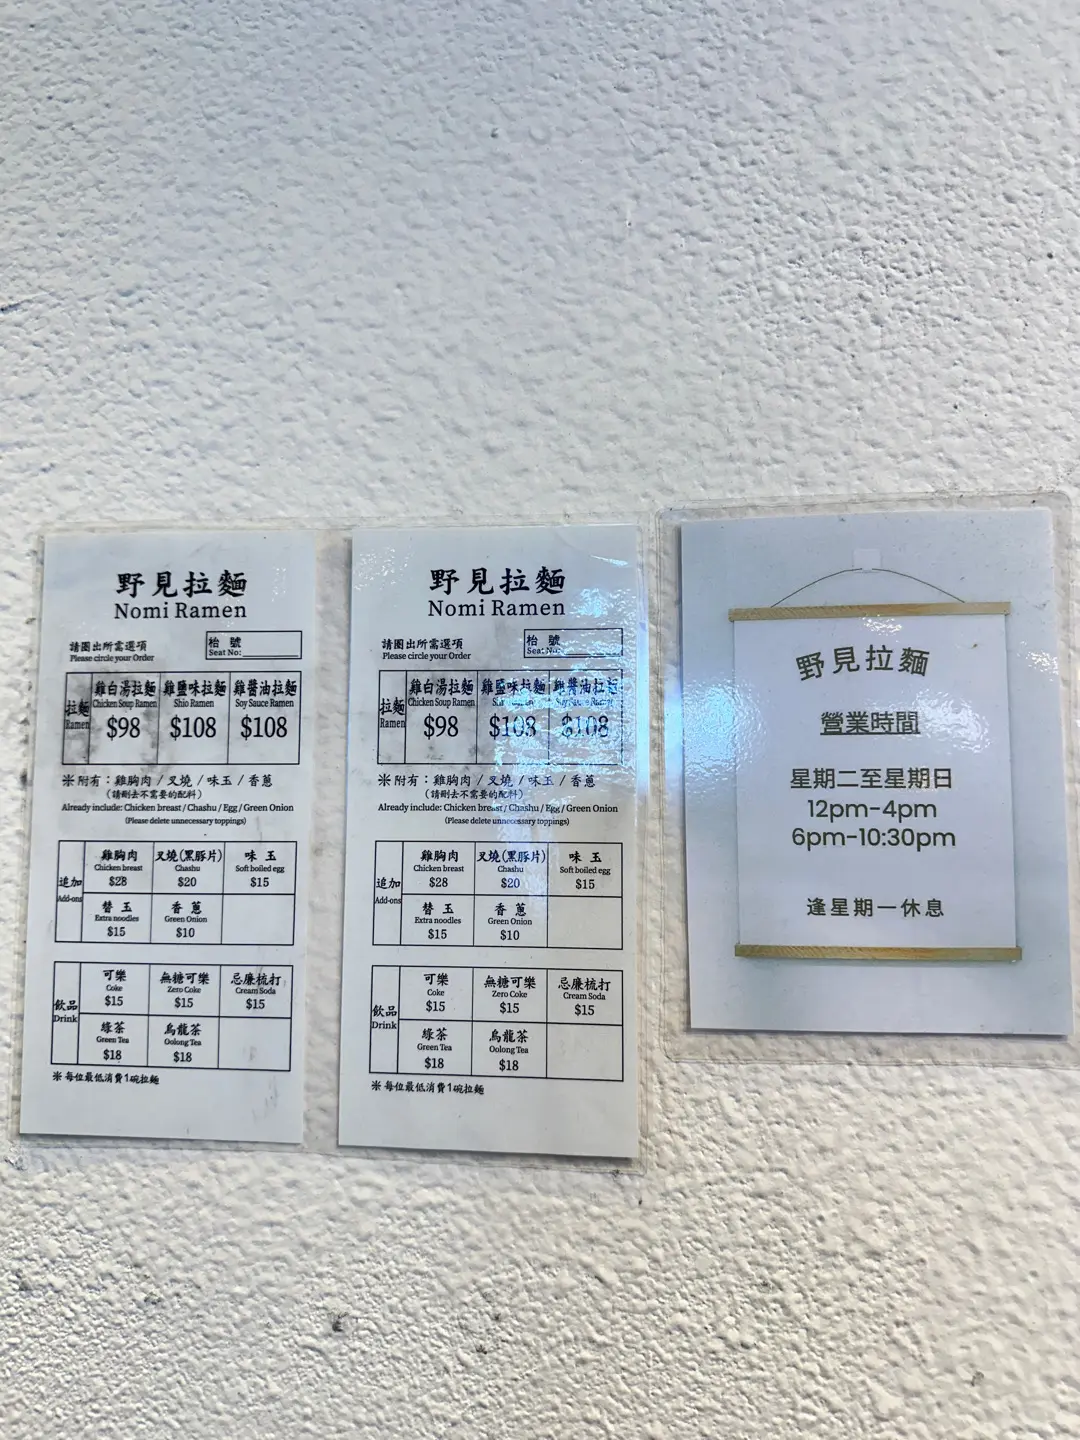 野見拉麵
Nomi Ramen
請圈出所需選項
Please circle your Order
枱 號
Seat No:
拉麵
Ramen
雞白湯拉麵 雞鹽味拉麵 雞醬油拉麵
Chicken Soup Ramen Shio Ramen Soy Sauce Ramen
$98 $108 $108
※附有：雞胸肉 / 叉燒 / 味玉 / 香蔥
(請刪去不需要的配料)
Already include: Chicken breast / Chashu / Egg / Green Onion
(Please delete unnecessary toppings)
追加
Add-ons
雞胸肉 叉燒(黑豚片) 味 玉
Chicken breast Chashu Soft boiled egg
$28 $20 $15
替 玉 香 蔥
Extra noodles Green Onion
$15 $10
飲品
Drink
可樂 無糖可樂 忌廉梳打
Coke Zero Coke Cream Soda
$15 $15 $15
綠茶 烏龍茶
Green Tea Oolong Tea
$18 $18
※每位最低消費1碗拉麵
野見拉麵
Nomi Ramen
請圈出所需選項
Please circle your Order
枱 號
Seat No:
拉麵
Ramen
雞白湯拉麵 雞鹽味拉麵 雞醬油拉麵
Chicken Soup Ramen Shio Ramen Soy Sauce Ramen
$98 $108 $108
※附有：雞胸肉 / 叉燒 / 味玉 / 香蔥
(請刪去不需要的配料)
Already include: Chicken breast / Chashu / Egg / Green Onion
(Please delete unnecessary toppings)
追加
Add-ons
雞胸肉 叉燒(黑豚片) 味 玉
Chicken breast Chashu Soft boiled egg
$28 $20 $15
替 玉 香 蔥
Extra noodles Green Onion
$15 $10
飲品
Drink
可樂 無糖可樂 忌廉梳打
Coke Zero Coke Cream Soda
$15 $15 $15
綠茶 烏龍茶
Green Tea Oolong Tea
$18 $18
※每位最低消費1碗拉麵
野見拉麵
營業時間
星期二至星期日
12pm-4pm
6pm-10:30pm
逢星期一休息